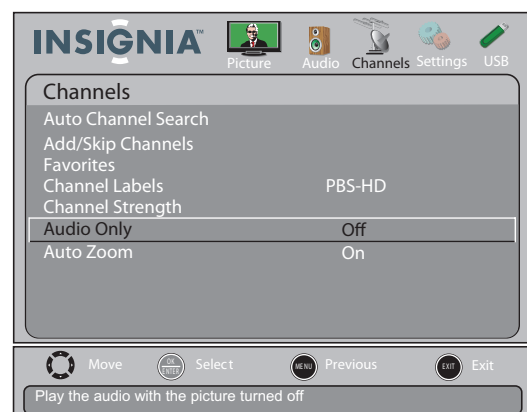 INSIGNIA™
Picture Audio Channels Settings USB
Channels
Auto Channel Search
Add/Skip Channels
Favorites
Channel Labels PBS-HD
Channel Strength
Audio Only Off
Auto Zoom On
Move OK ENTER Select MENU Previous EXIT Exit
Play the audio with the picture turned off